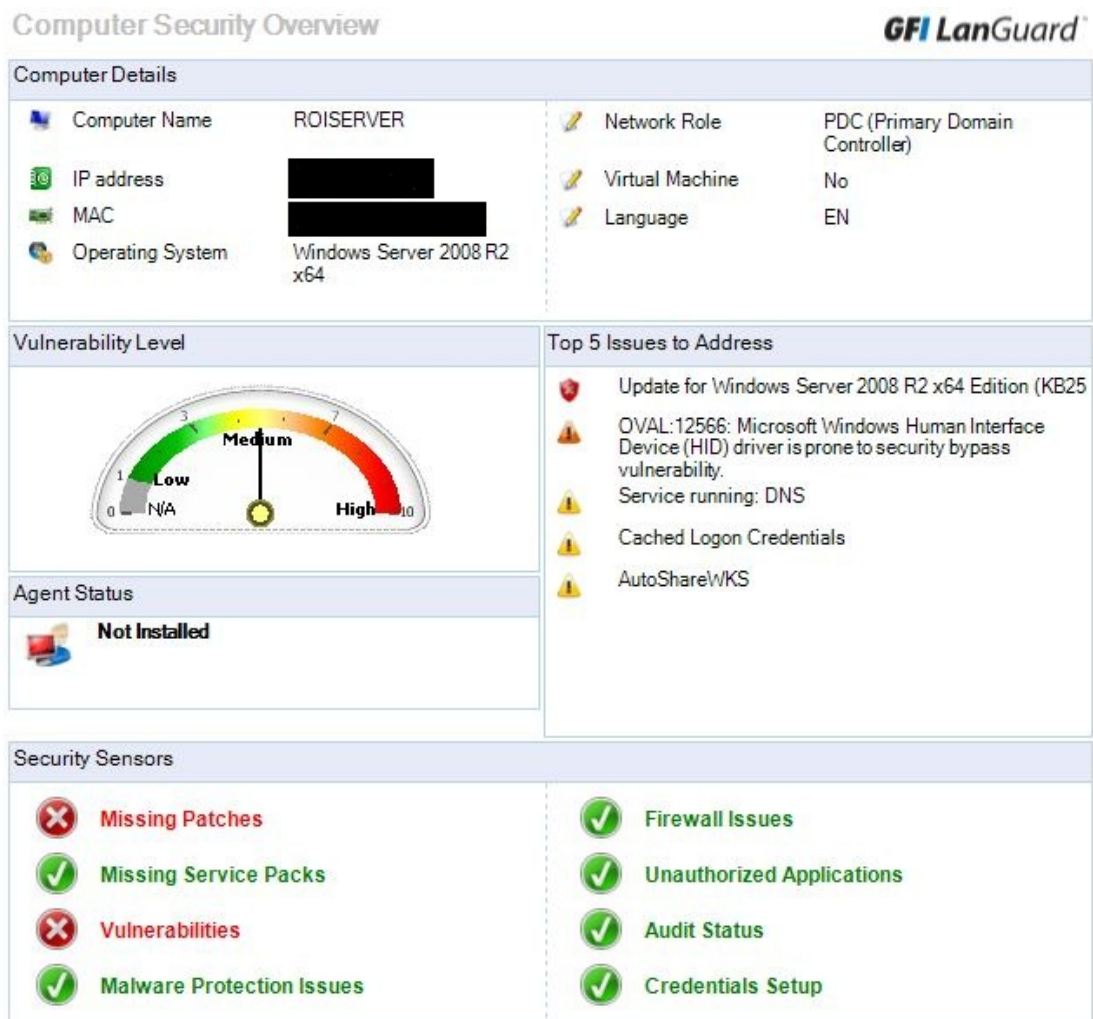 Computer Security Overview
GFI LanGuard
Computer Details
Computer Name ROISERVER
IP address
MAC
Operating System Windows Server 2008 R2
x64
Network Role PDC (Primary Domain
Controller)
Virtual Machine No
Language EN
Vulnerability Level
0
1
3
7
10
N/A
Low
Medium
High
Top 5 Issues to Address
Update for Windows Server 2008 R2 x64 Edition (KB25
OVAL:12566: Microsoft Windows Human Interface
Device (HID) driver is prone to security bypass
vulnerability.
Service running: DNS
Cached Logon Credentials
AutoShareWKS
Agent Status
Not Installed
Security Sensors
Missing Patches
Missing Service Packs
Vulnerabilities
Malware Protection Issues
Firewall Issues
Unauthorized Applications
Audit Status
Credentials Setup